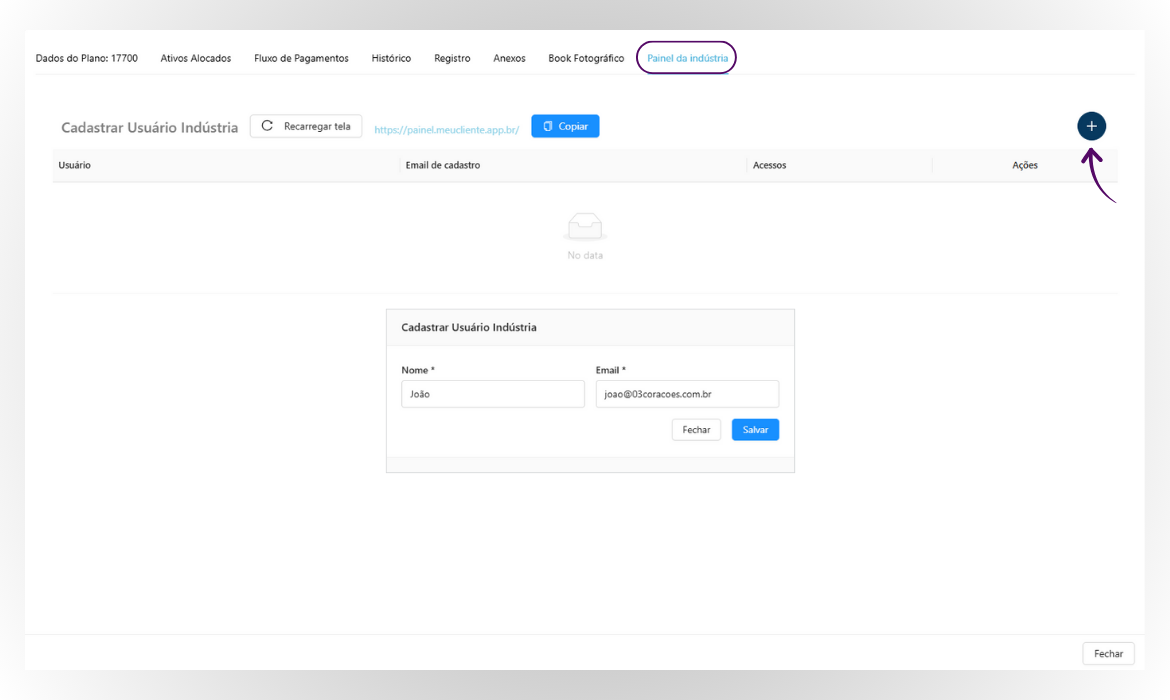 Dados do Plano: 17700 Ativos Alocados Fluxo de Pagamentos Histórico Registro Anexos Book Fotográfico Painel da indústria
Cadastrar Usuário Indústria Recarregar tela https://painel.meucliente.app.br/ Copiar
Usuário Email de cadastro Acessos Ações
No data
Cadastrar Usuário Indústria
Nome * Email *
João joao@03coracoes.com.br
Fechar Salvar
Fechar